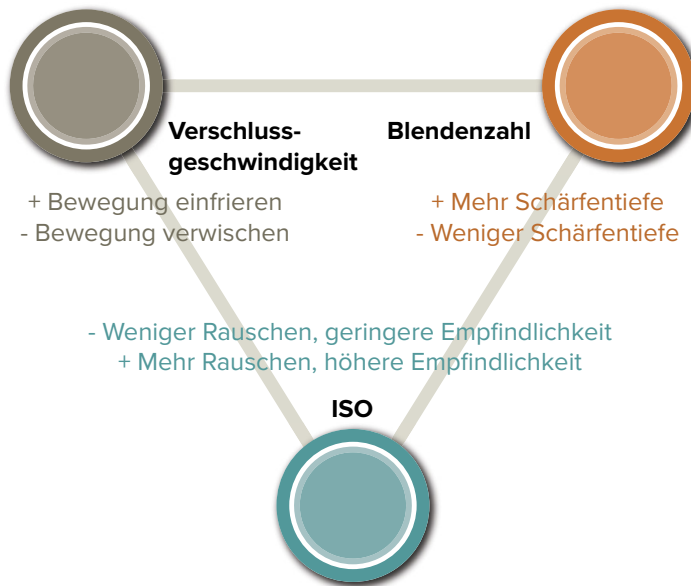 Verschluss-
geschwindigkeit
Blendenzahl
+ Bewegung einfrieren
- Bewegung verwischen
+ Mehr Schärfentiefe
- Weniger Schärfentiefe
- Weniger Rauschen, geringere Empfindlichkeit
+ Mehr Rauschen, höhere Empfindlichkeit
ISO